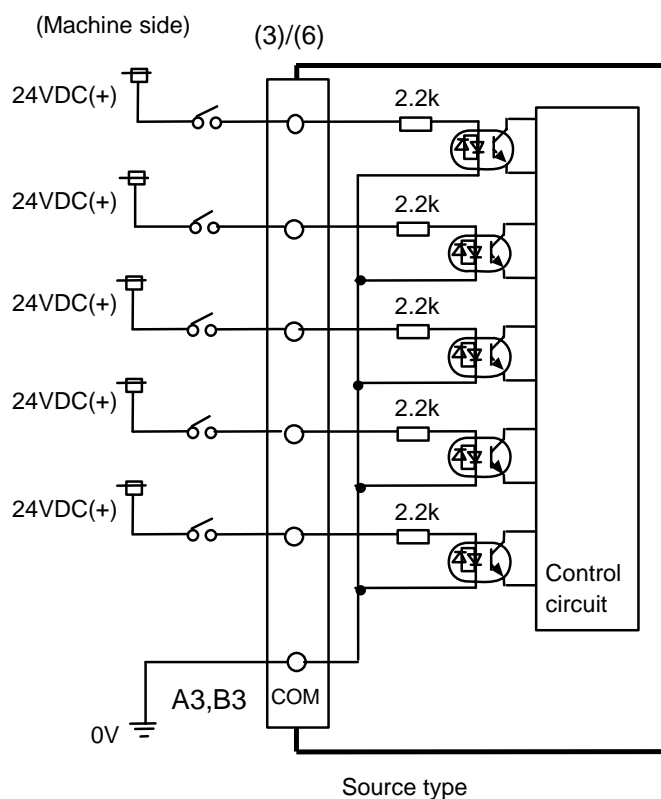 (Machine side)
(3)/(6)
24VDC(+)
2.2k
24VDC(+)
2.2k
24VDC(+)
2.2k
24VDC(+)
2.2k
24VDC(+)
2.2k
Control
circuit
A3,B3
COM
0V
Source type